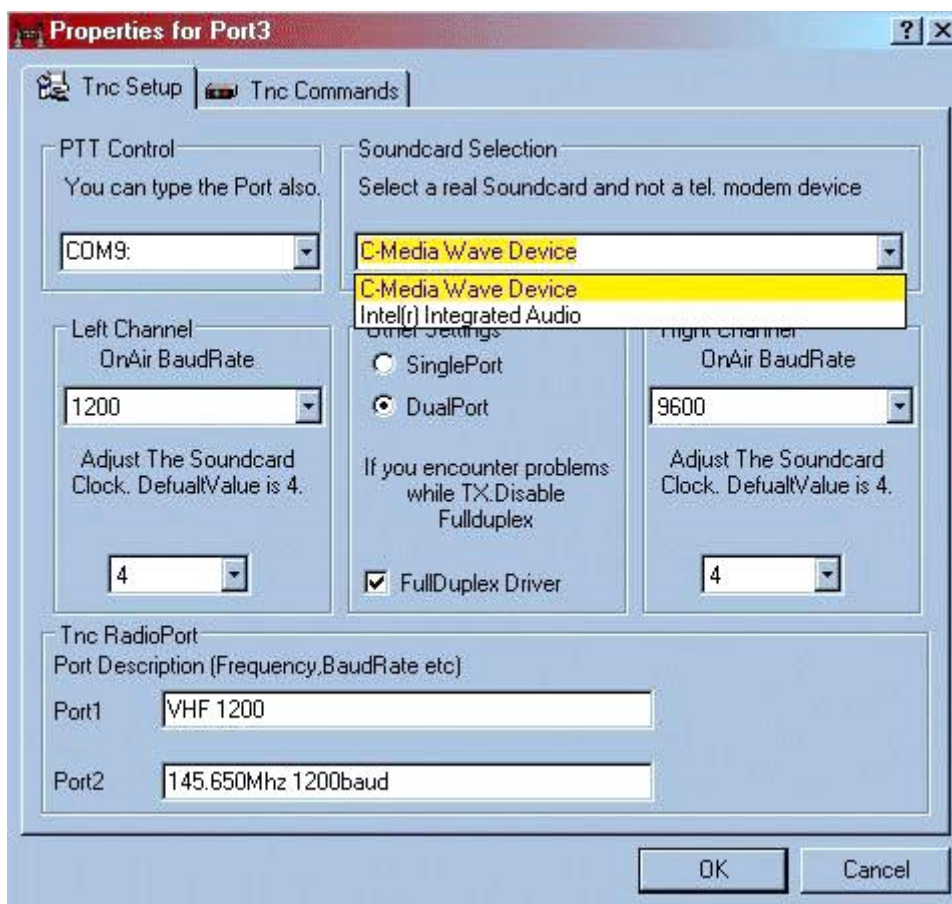 Properties for Port3
Tnc Setup
Tnc Commands
PTT Control
You can type the Port also.
COM9:
Soundcard Selection
Select a real Soundcard and not a tel. modem device
C-Media Wave Device
C-Media Wave Device
Intel(r) Integrated Audio
Left Channel
OnAir BaudRate
1200
Adjust The Soundcard
Clock. DefualtValue is 4.
4
Other Settings
SinglePort
DualPort
If you encounter problems
while TX.Disable
Fullduplex
FullDuplex Driver
Right Channel
OnAir BaudRate
9600
Adjust The Soundcard
Clock. DefualtValue is 4.
4
Tnc RadioPort
Port Description (Frequency,BaudRate etc)
Port1
VHF 1200
Port2
145.650Mhz 1200baud
OK
Cancel